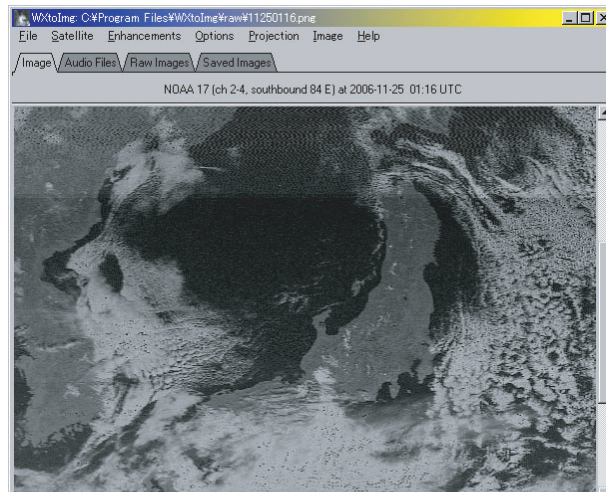 WXtoImg: C:¥Program Files¥WXtoImg¥raw¥11250116.png
File Satellite Enhancements Options Projection Image Help
Image Audio Files Raw Images Saved Images
NOAA 17 (ch 2-4, southbound 84 E) at 2006-11-25 01:16 UTC